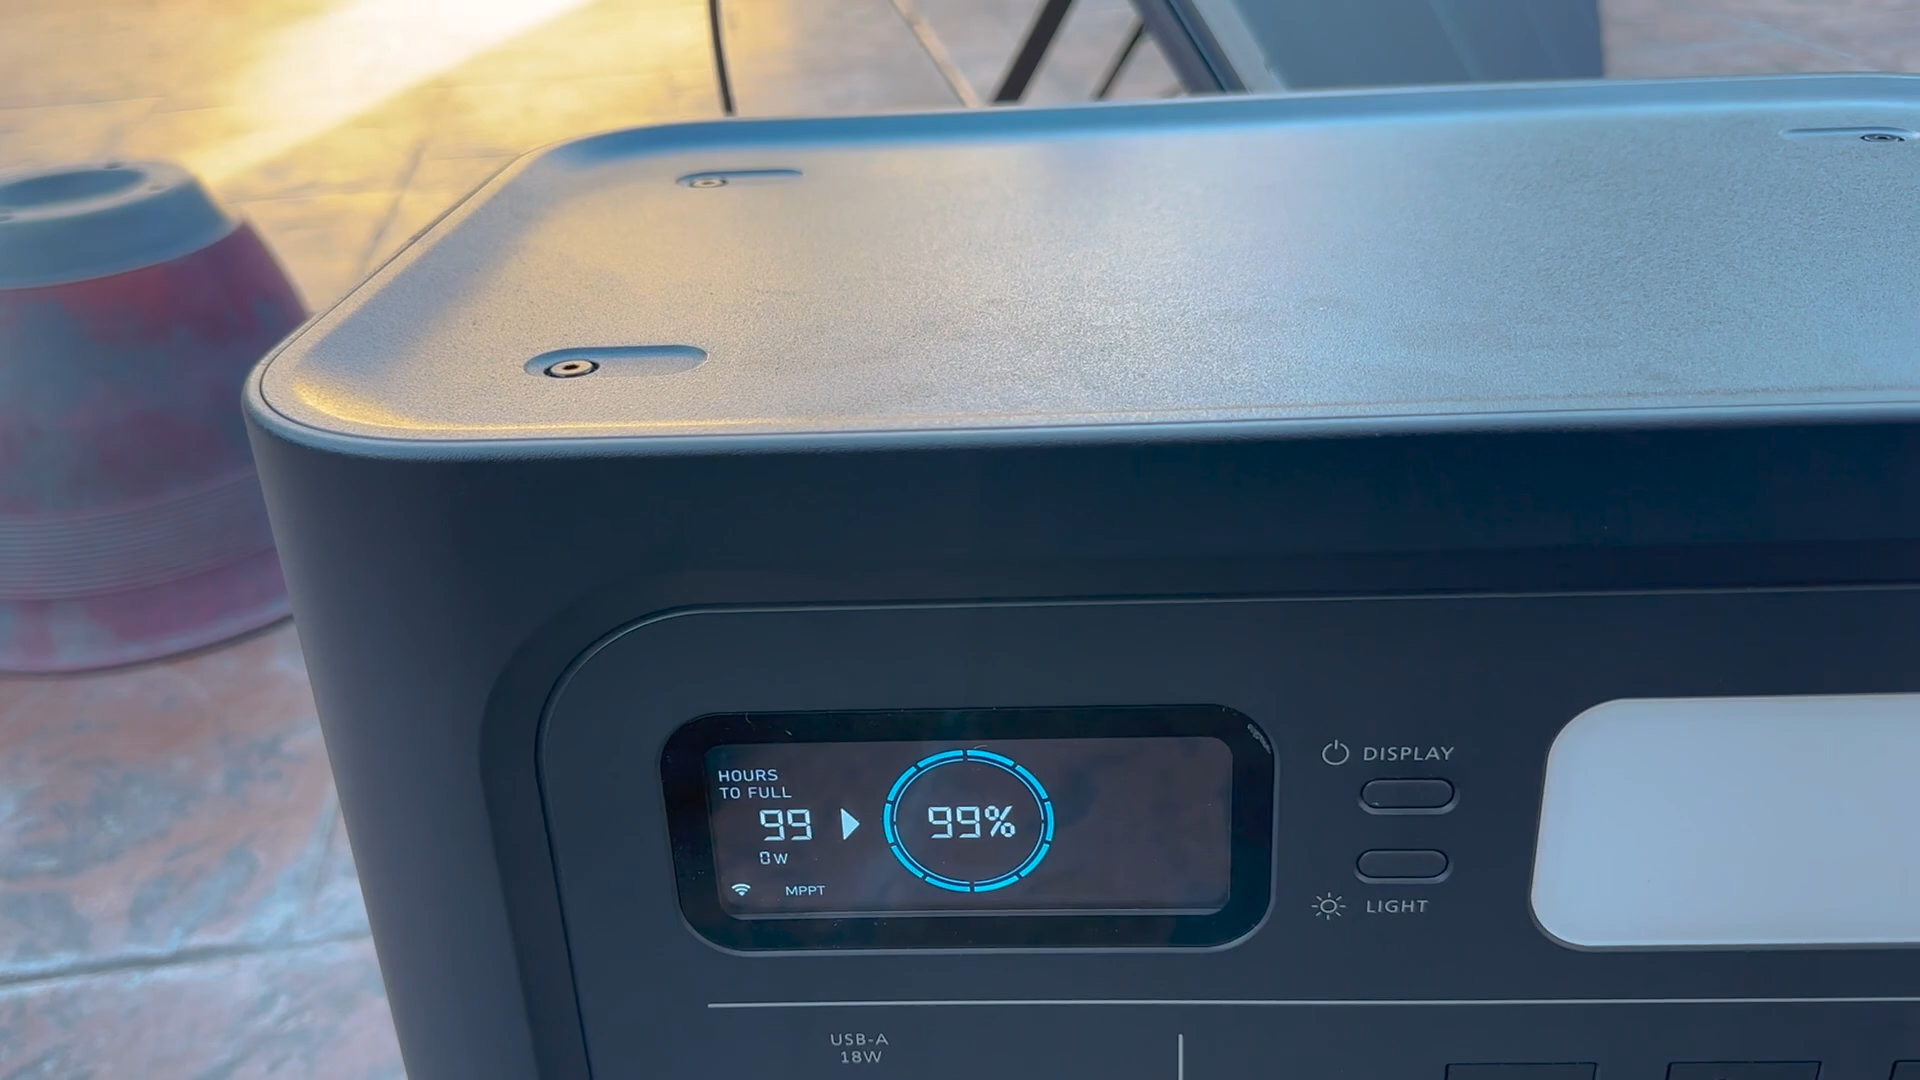 HOURS
TO FULL
99
99%
0W
MPPT
DISPLAY
LIGHT
USB-A
18W